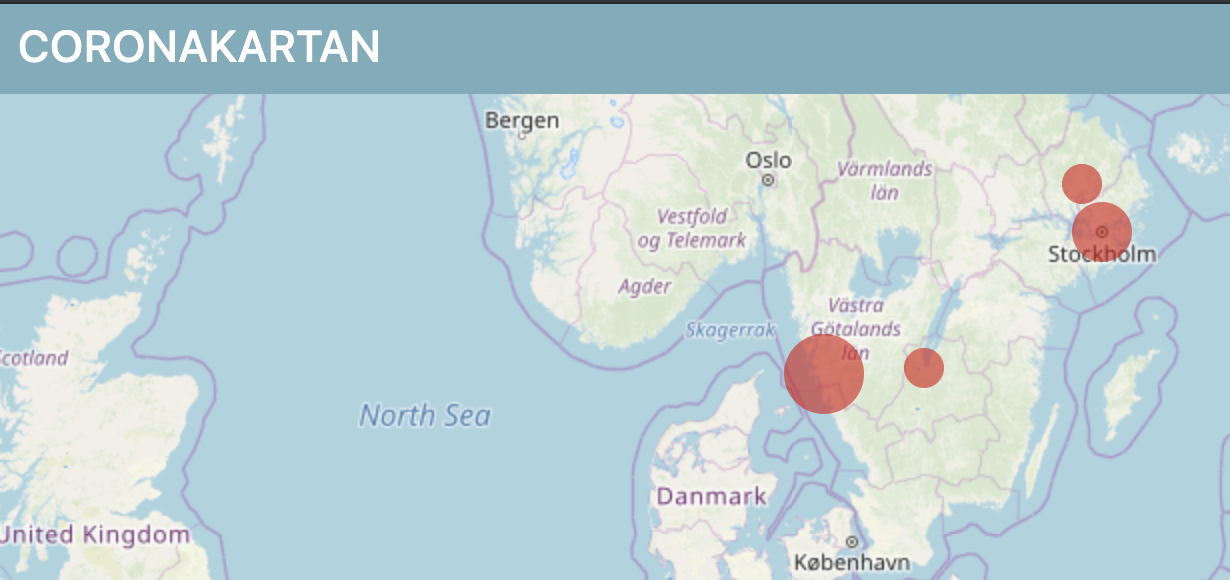 CORONAKARTAN
Bergen
Oslo
Värmlands
län
Vestfold
og Telemark
Stockholm
Agder
Västra
Götalands
län
Skagerrak
Scotland
North Sea
Danmark
United Kingdom
København